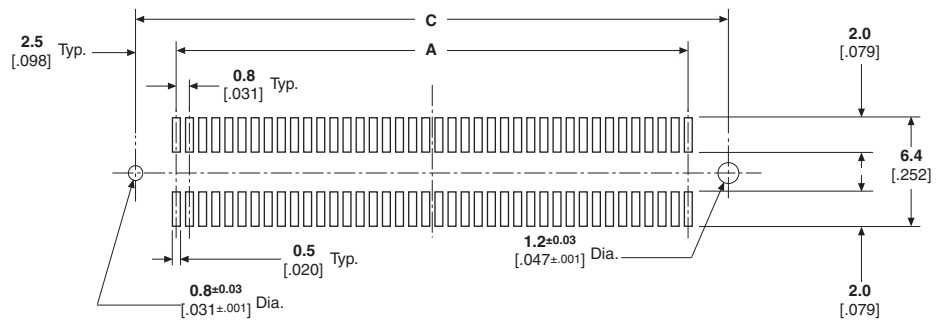 C
2.5 Typ.
[.098]
A
2.0
[.079]
0.8 Typ.
[.031]
6.4
[.252]
0.5 Typ.
[.020]
1.2±0.03 Dia.
[.047±.001]
0.8±0.03 Dia.
[.031±.001]
2.0
[.079]